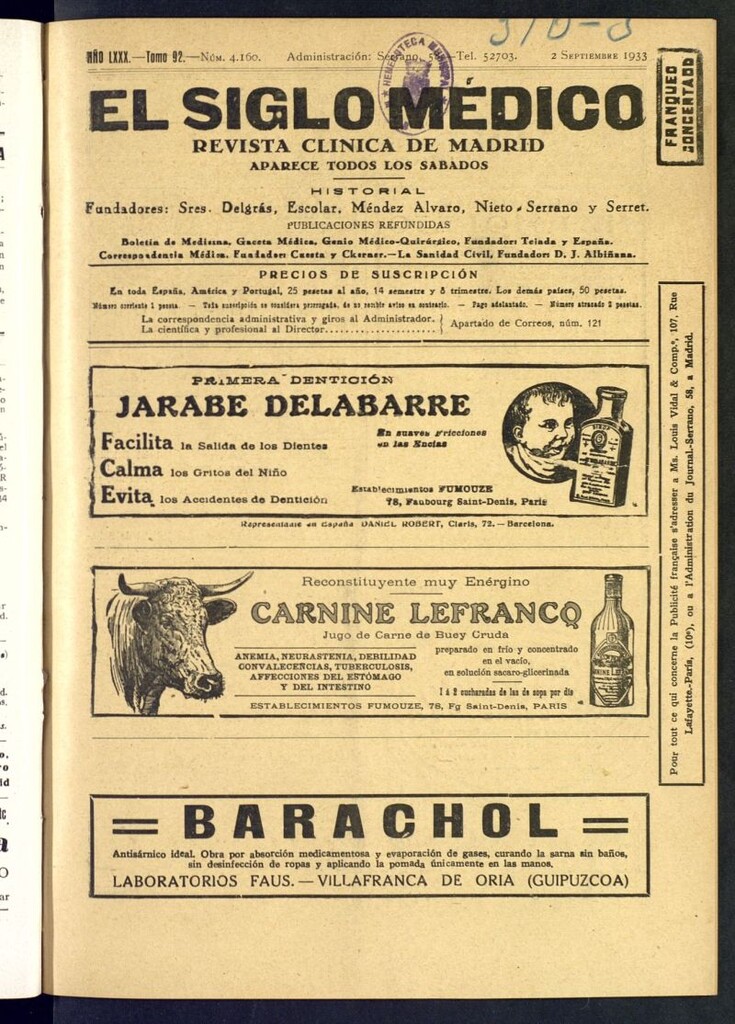 AÑO LXXX.—Tomo 92.—NÚM. 4.160. Administración: Serrano, 58—Tel. 52703. 2 SEPTIEMBRE 1933
FRANQUEO CONCERTADO
EL SIGLO MÉDICO
REVISTA CLINICA DE MADRID
APARECE TODOS LOS SABADOS
HISTORIAL
Fundadores: Sres. Delgrás, Escolar, Méndez Alvaro, Nieto-Serrano y Serret.
PUBLICACIONES REFUNDIDAS
Boletín de Medicina, Gaceta Médica, Genio Médico-Quirúrgico, Fundador: Tejada y España.
Correspondencia Médica. Fundador: Cuesta y Ckerner.—La Sanidad Civil, Fundador: D. J. Albiñana.
PRECIOS DE SUSCRIPCIÓN
En toda España, América y Portugal, 25 pesetas al año, 14 semestre y 8 trimestre. Los demás países, 50 pesetas.
Número corriente 1 peseta. — Toda suscripción se considera prorrogada, de no recibir aviso en contrario. — Pago adelantado. — Número atrasado 2 pesetas.
La correspondencia administrativa y giros al Administrador.
La científica y profesional al Director....................
Apartado de Correos, núm. 121
PRIMERA DENTICIÓN
JARABE DELABARRE
Facilita la Salida de los Dientes
Calma los Gritos del Niño
Evita los Accidentes de Dentición
En suaves fricciones
en las Encías
Establecimientos FUMOUZE
78, Faubourg Saint-Denis, Paris
Representante en España DANIEL ROBERT, Claris, 72.—Barcelona.
Reconstituyente muy Enérgino
CARNINE LEFRANCQ
Jugo de Carne de Buey Cruda
ANEMIA, NEURASTENIA, DEBILIDAD
CONVALECENCIAS, TUBERCULOSIS,
AFFECCIONES DEL ESTÓMAGO
Y DEL INTESTINO
preparado en frío y concentrado
en el vacío,
en solución sacaro-glicerinada
1 á 2 cucharadas de las de sopa por día
ESTABLECIMIENTOS FUMOUZE, 78, Fg Saint-Denis, PARIS
= BARACHOL =
Antisárnico ideal. Obra por absorción medicamentosa y evaporación de gases, curando la sarna sin baños,
sin desinfección de ropas y aplicando la pomada únicamente en las manos.
LABORATORIOS FAUS. — VILLAFRANCA DE ORIA (GUIPUZCOA)
Pour tout ce qui concerne la Publicité française s'adresser a Ms. Louis Vidal & Comp.ª, 107, Rue
Lafayette.-Paris, (10º), ou a l'Administration du Journal-Serrano, 58, a Madrid.